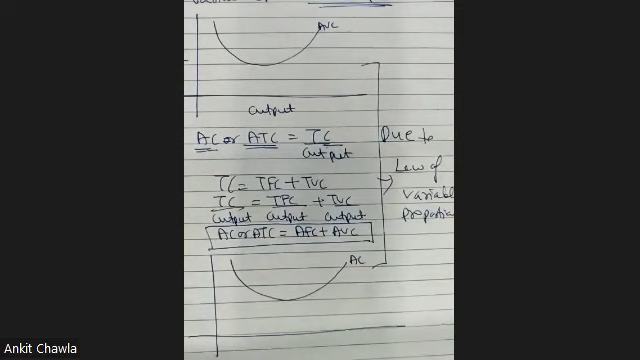 AVC
output
AC or ATC = TC
output
Due to
Law of
variable
TC = TFC + TVC
TC = TFC + TVC
output output output
AC or ATC = AFC + AVC
AC
Ankit Chawla